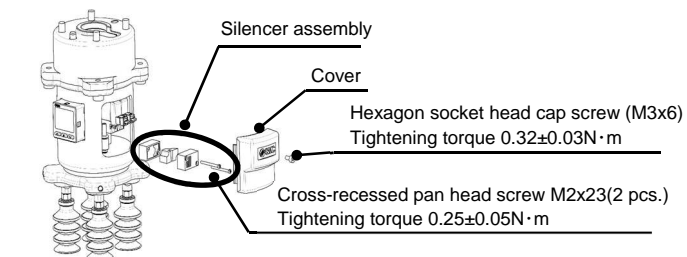 Silencer assembly
Cover
Hexagon socket head cap screw (M3x6)
Tightening torque 0.32±0.03N･m
Cross-recessed pan head screw M2x23(2 pcs.)
Tightening torque 0.25±0.05N･m